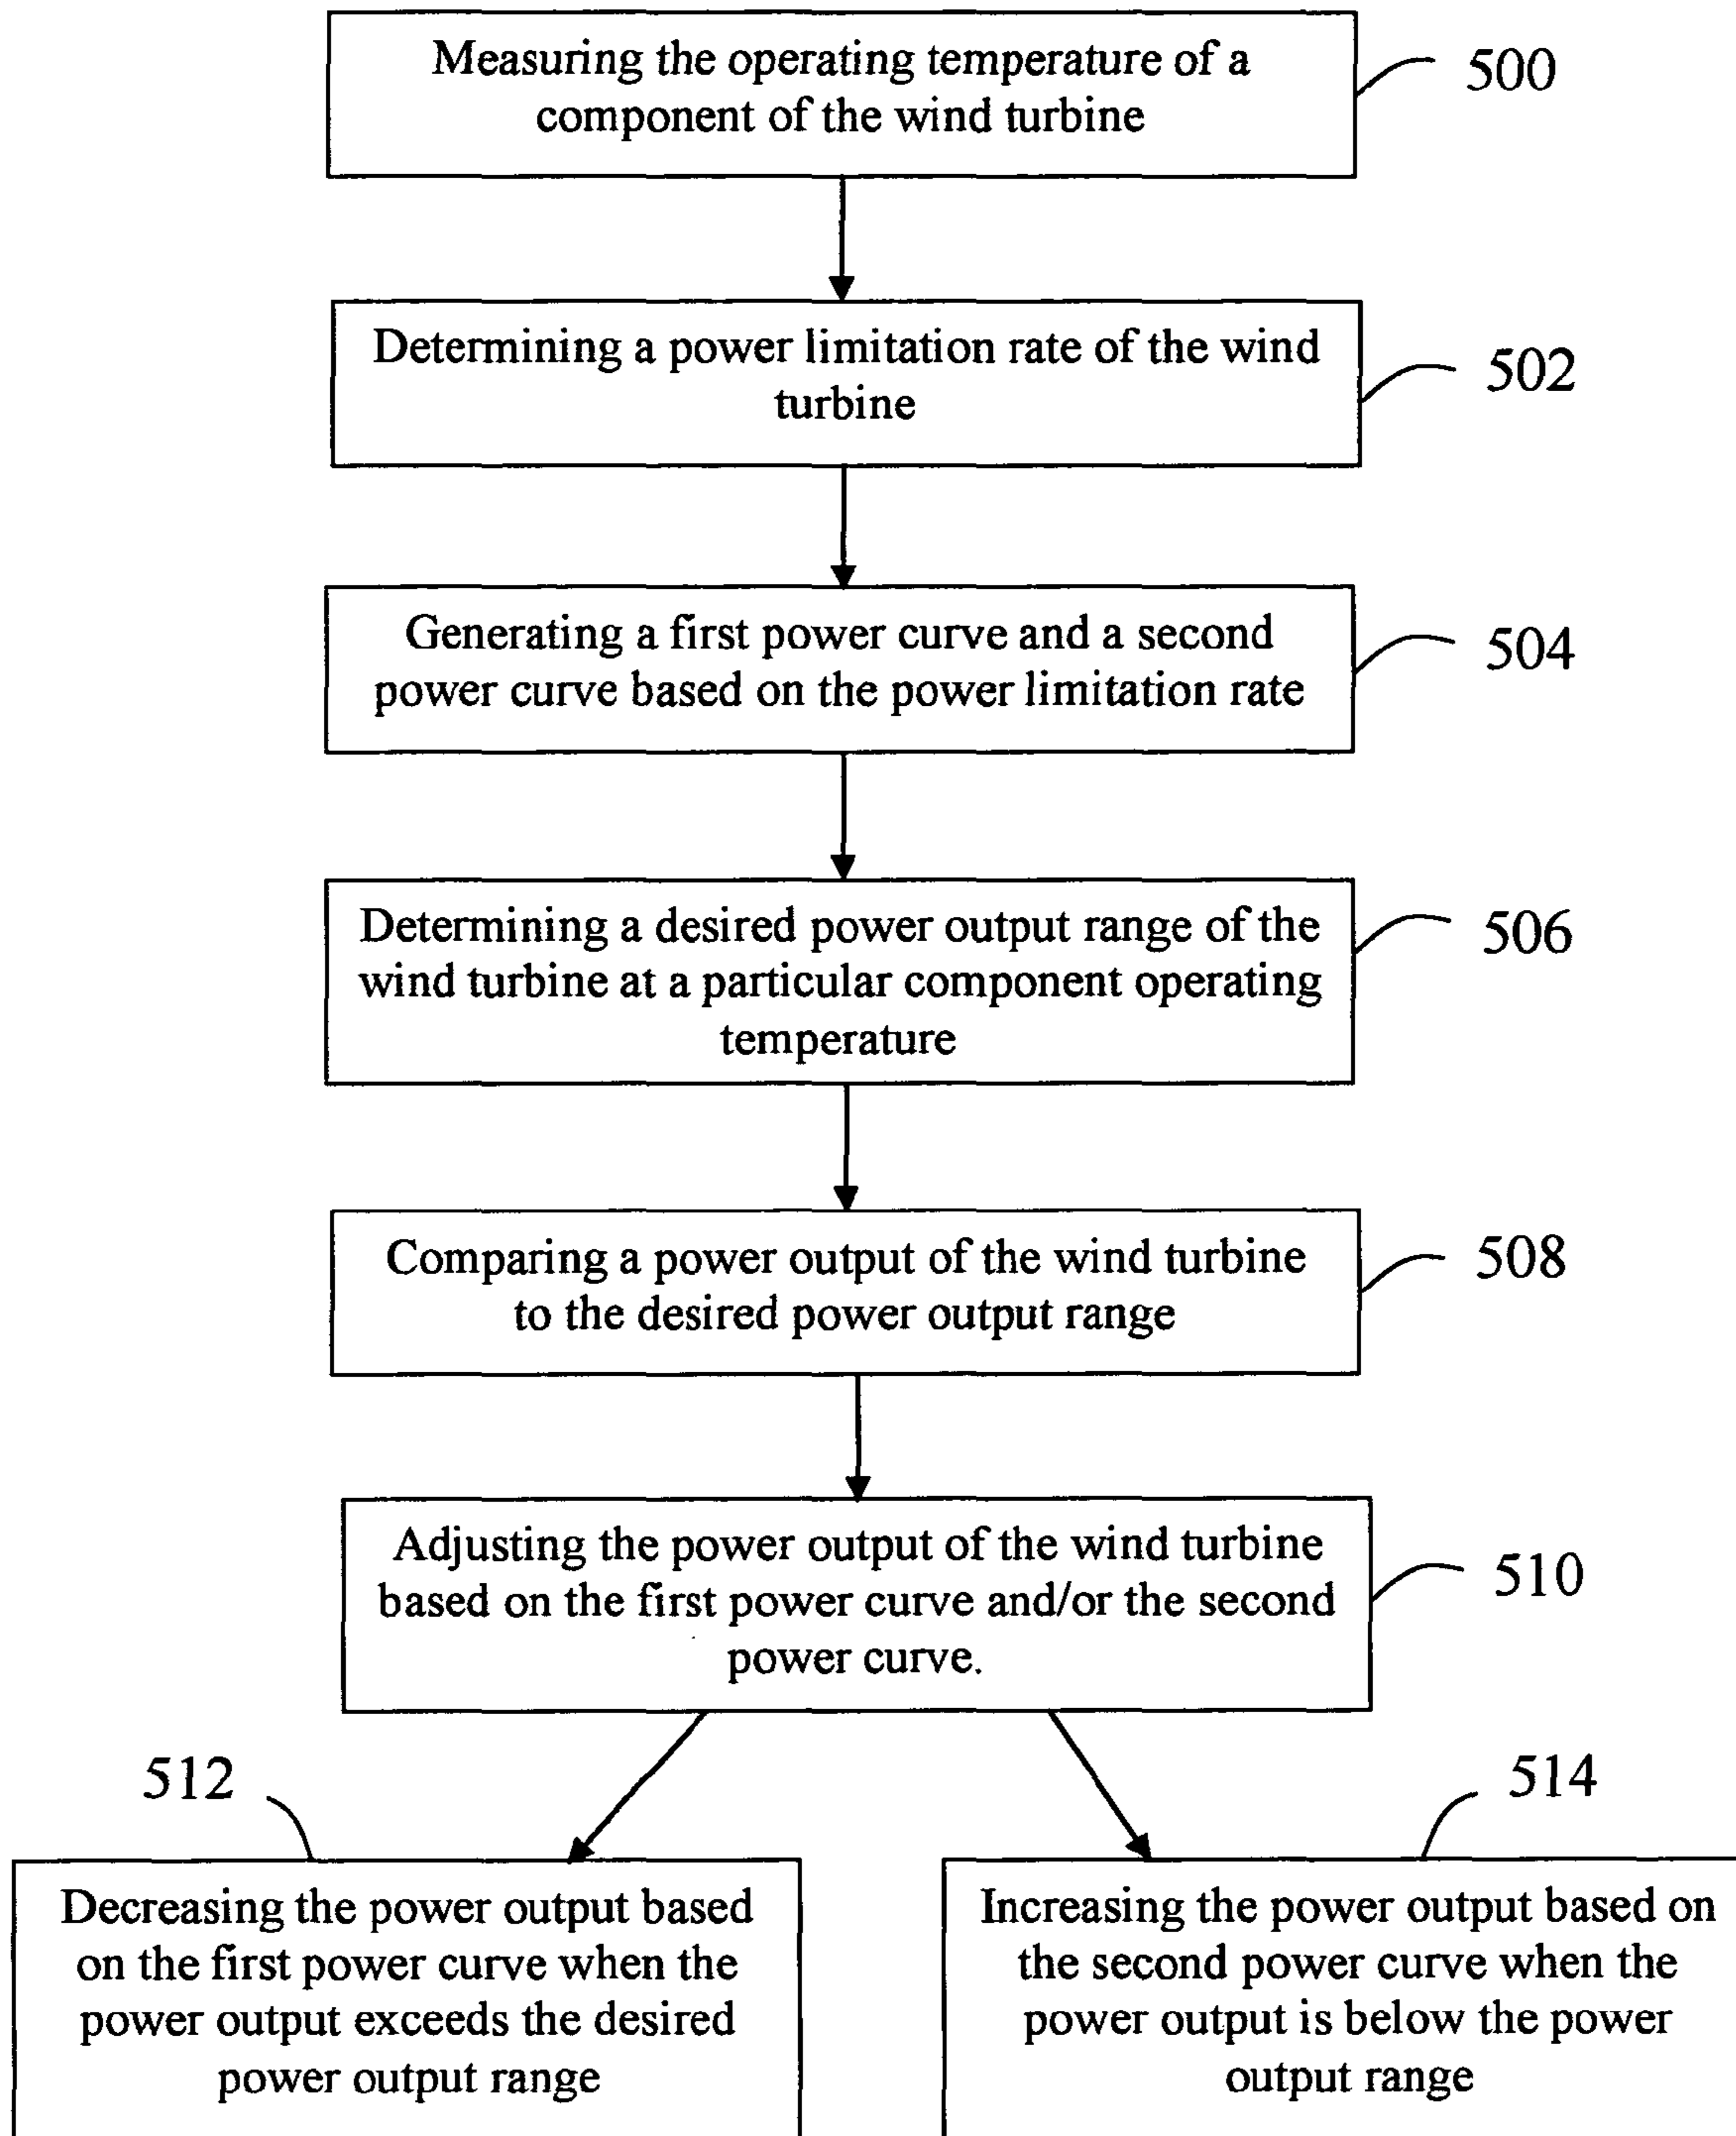 Measuring the operating temperature of a
component of the wind turbine
500
Determining a power limitation rate of the wind
turbine
502
Generating a first power curve and a second
power curve based on the power limitation rate
504
Determining a desired power output range of the
wind turbine at a particular component operating
temperature
506
Comparing a power output of the wind turbine
to the desired power output range
508
Adjusting the power output of the wind turbine
based on the first power curve and/or the second
power curve.
510
512
Decreasing the power output based
on the first power curve when the
power output exceeds the desired
power output range
514
Increasing the power output based on
the second power curve when the
power output is below the power
output range